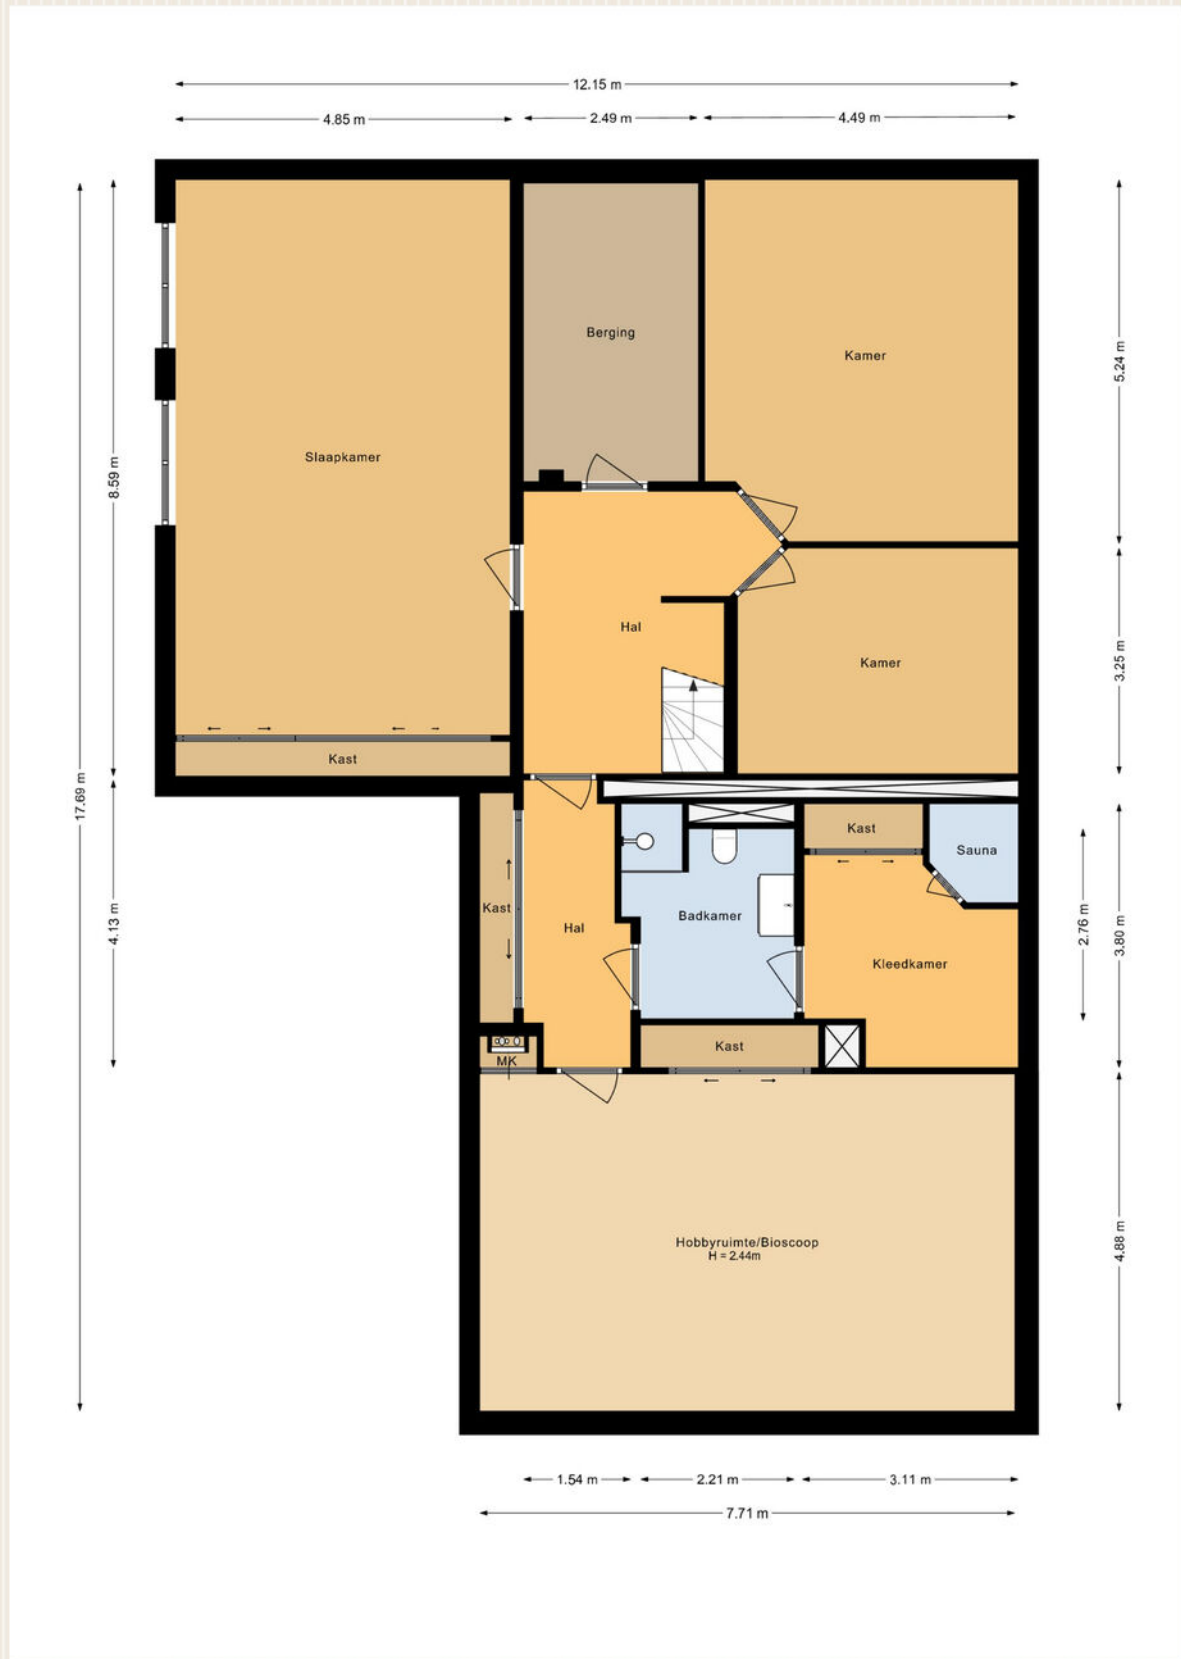 12.15 m
4.85 m
2.49 m
4.49 m
Berging
Kamer
5.24 m
Slaapkamer
8.59 m
Hal
Kamer
3.25 m
Kast
17.69 m
Kast
Sauna
Kast
Hal
Badkamer
Kleedkamer
4.13 m
2.76 m
3.80 m
Kast
MK
Hobbyruimte/Bioscoop
H = 2.44m
4.88 m
1.54 m
2.21 m
3.11 m
7.71 m